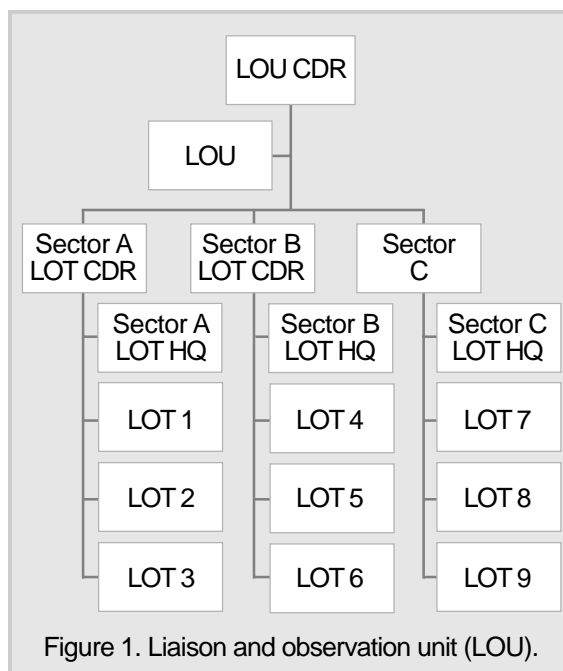 LOU CDR
LOU
Sector A
LOT CDR
Sector B
LOT CDR
Sector
C
Sector A
LOT HQ
Sector B
LOT HQ
Sector C
LOT HQ
LOT 1
LOT 4
LOT 7
LOT 2
LOT 5
LOT 8
LOT 3
LOT 6
LOT 9
Figure 1. Liaison and observation unit (LOU).